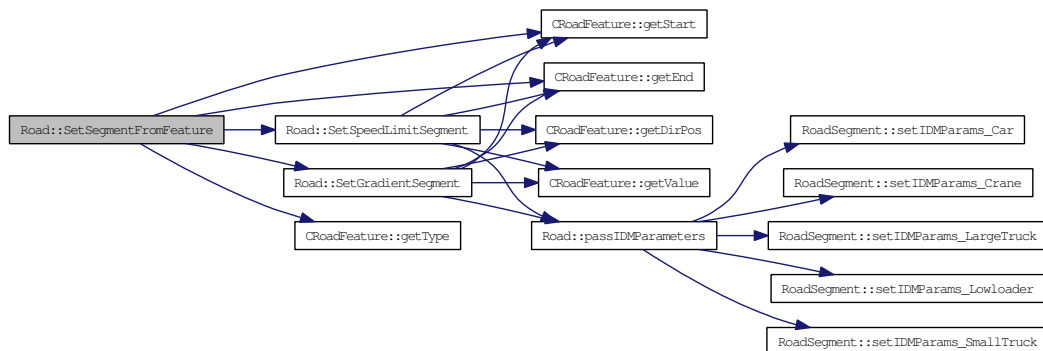 Road::SetSegmentFromFeature
Road::SetSpeedLimitSegment
Road::SetGradientSegment
CRoadFeature::getType
CRoadFeature::getStart
CRoadFeature::getEnd
CRoadFeature::getDirPos
CRoadFeature::getValue
Road::passIDMParameters
RoadSegment::setIDMParams_Car
RoadSegment::setIDMParams_Crane
RoadSegment::setIDMParams_LargeTruck
RoadSegment::setIDMParams_Lowloader
RoadSegment::setIDMParams_SmallTruck